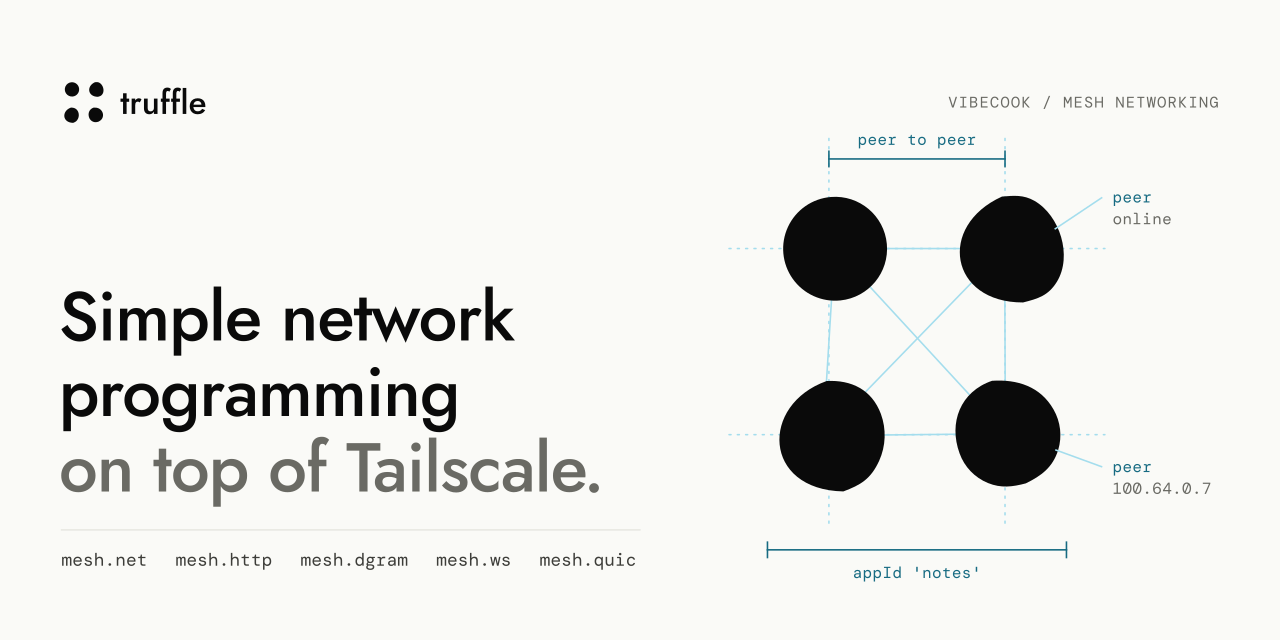 truffle
VIBECOOK / MESH NETWORKING
peer to peer
peer
online
Simple network
programming
on top of Tailscale.
peer
100.64.0.7
mesh.net mesh.http mesh.dgram mesh.ws mesh.quic
appId 'notes'